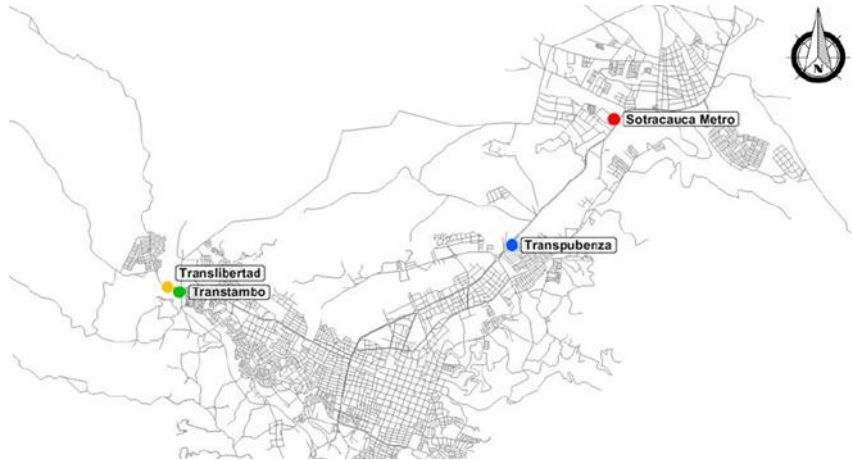 N
Sotracauca Metro
Transpubenza
Translibertad
Transtambo